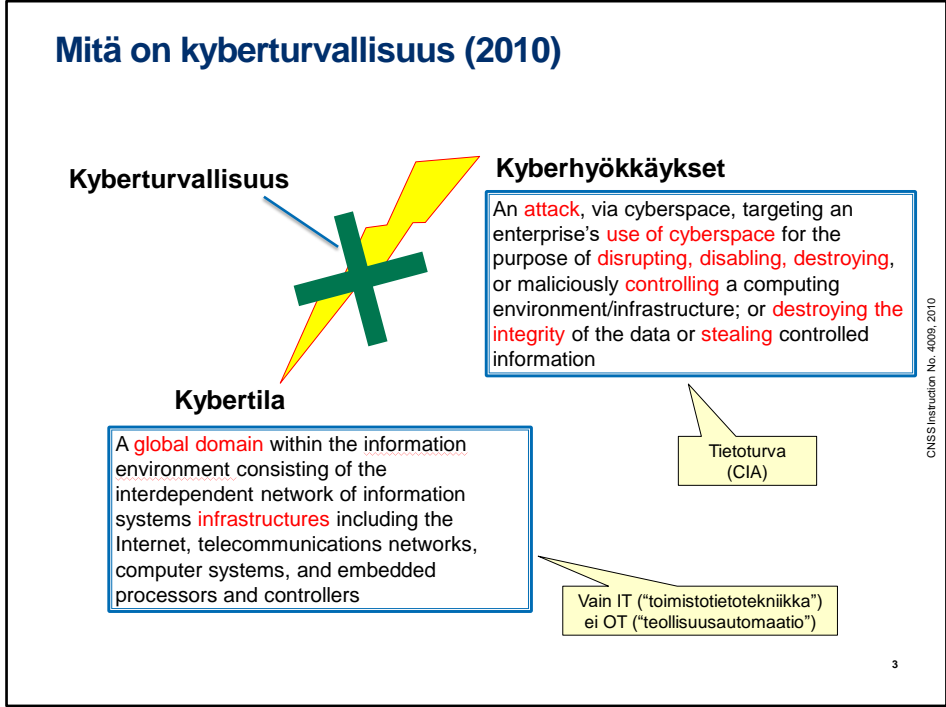 Mitä on kyberturvallisuus (2010)
Kyberturvallisuus
Kyberhyökkäykset
An attack, via cyberspace, targeting an
enterprise’s use of cyberspace for the
purpose of disrupting, disabling, destroying,
or maliciously controlling a computing
environment/infrastructure; or destroying the
integrity of the data or stealing controlled
information
CNSS Instruction No. 4009, 2010
Tietoturva
(CIA)
Kybertila
A global domain within the information
environment consisting of the
interdependent network of information
systems infrastructures including the
Internet, telecommunications networks,
computer systems, and embedded
processors and controllers
Vain IT (”toimistotietotekniikka”)
ei OT (”teollisuusautomaatio”)
3